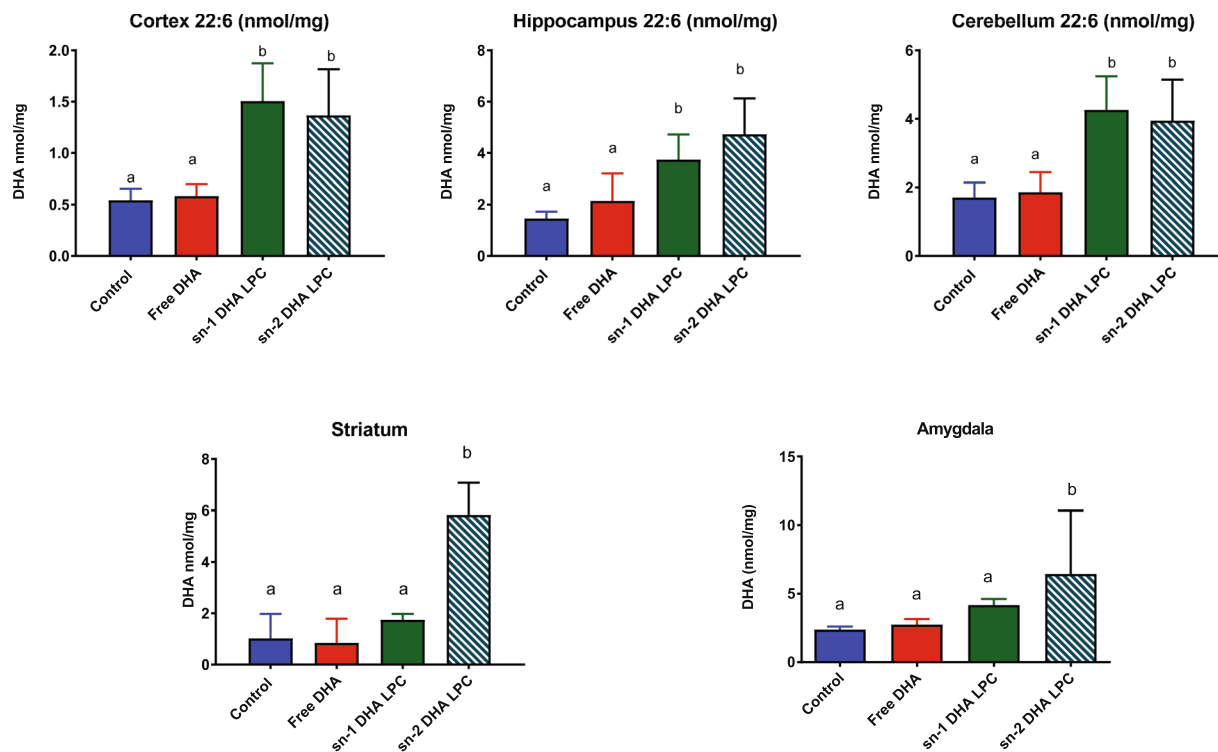 Cortex 22:6 (nmol/mg)
DHA nmol/mg
2.0
1.5
1.0
0.5
0.0
a
a
b
b
Control
Free DHA
sn-1 DHA LPC
sn-2 DHA LPC
Hippocampus 22:6 (nmol/mg)
DHA nmol/mg
8
6
4
2
0
a
a
b
b
Control
Free DHA
sn-1 DHA LPC
sn-2 DHA LPC
Cerebellum 22:6 (nmol/mg)
DHA nmol/mg
6
4
2
0
a
a
b
b
Control
Free DHA
sn-1 DHA LPC
sn-2 DHA LPC
Striatum
DHA nmol/mg
8
6
4
2
0
a
a
a
b
Control
Free DHA
sn-1 DHA LPC
sn-2 DHA LPC
Amygdala
DHA (nmol/mg)
15
10
5
0
a
a
a
b
Control
Free DHA
sn-1 DHA LPC
sn-2 DHA LPC